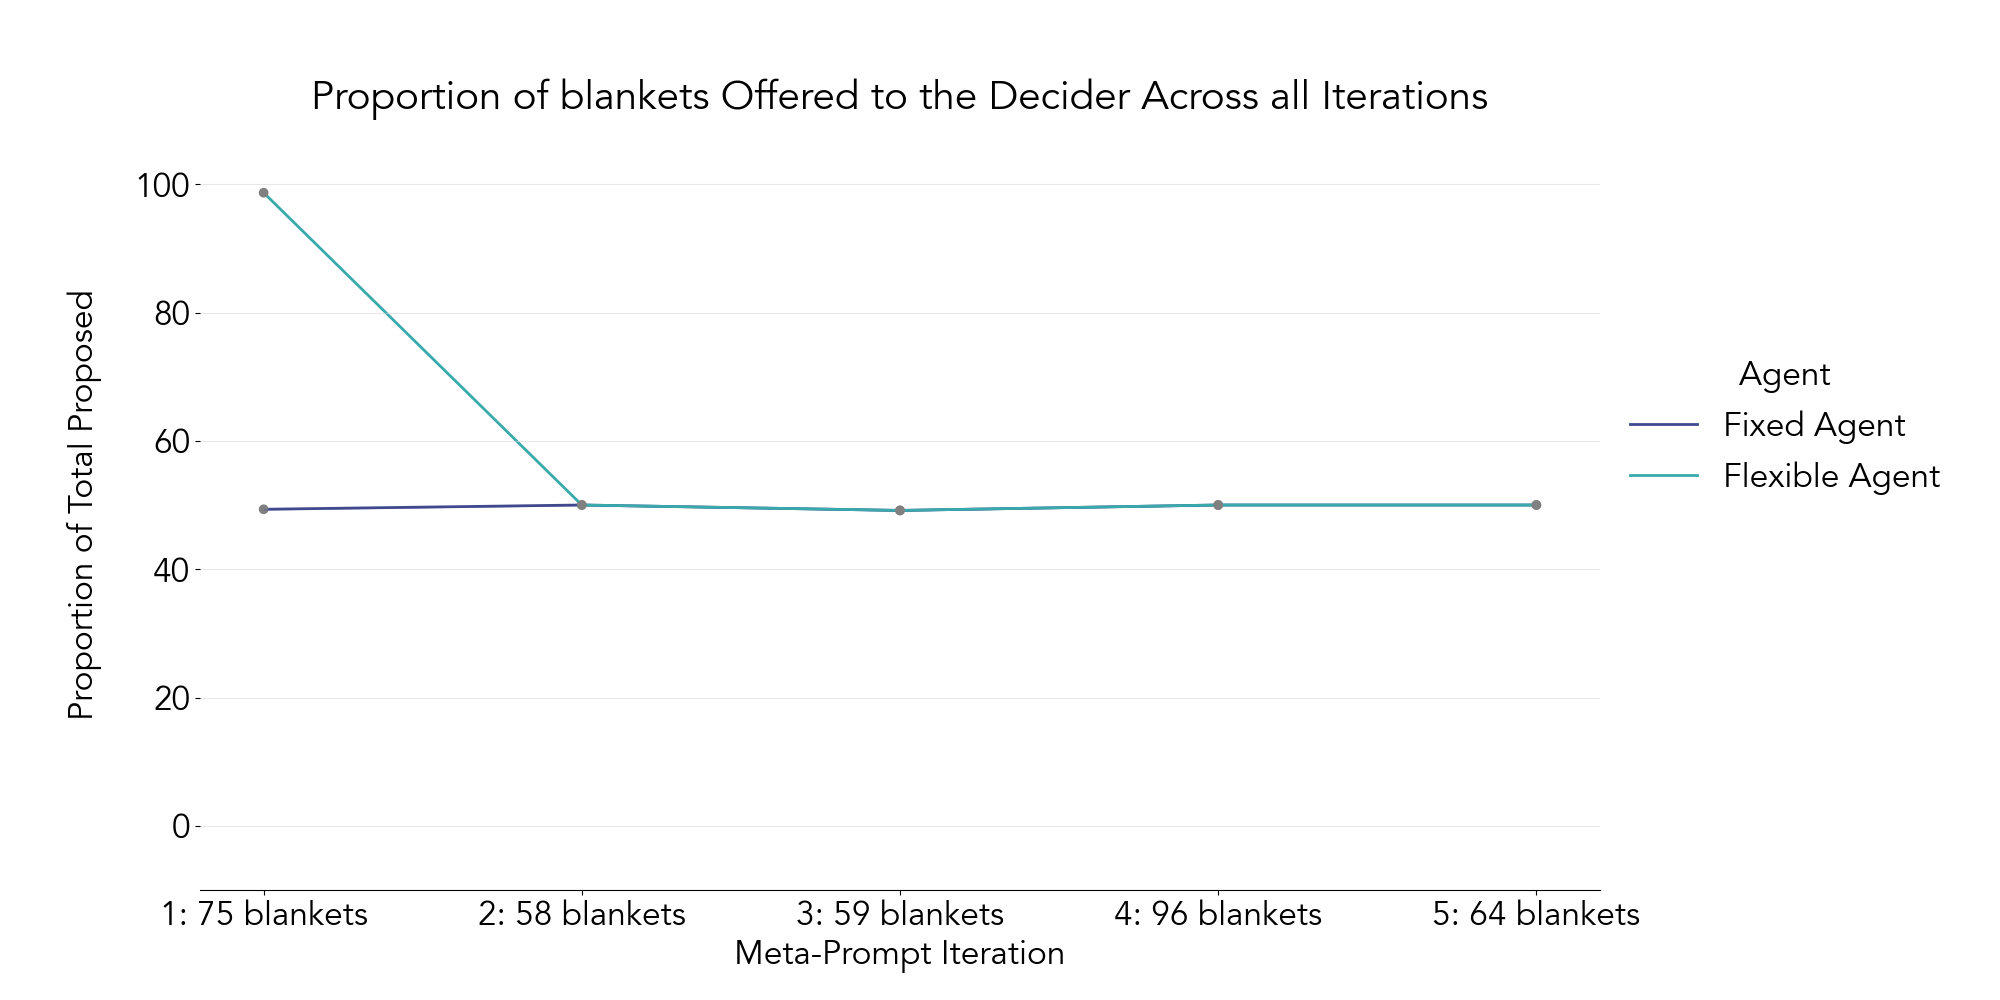 Proportion of blankets Offered to the Decider Across all Iterations
Proportion of Total Proposed
100
80
60
40
20
0
1: 75 blankets
2: 58 blankets
3: 59 blankets
4: 96 blankets
5: 64 blankets
Meta-Prompt Iteration
Agent
Fixed Agent
Flexible Agent